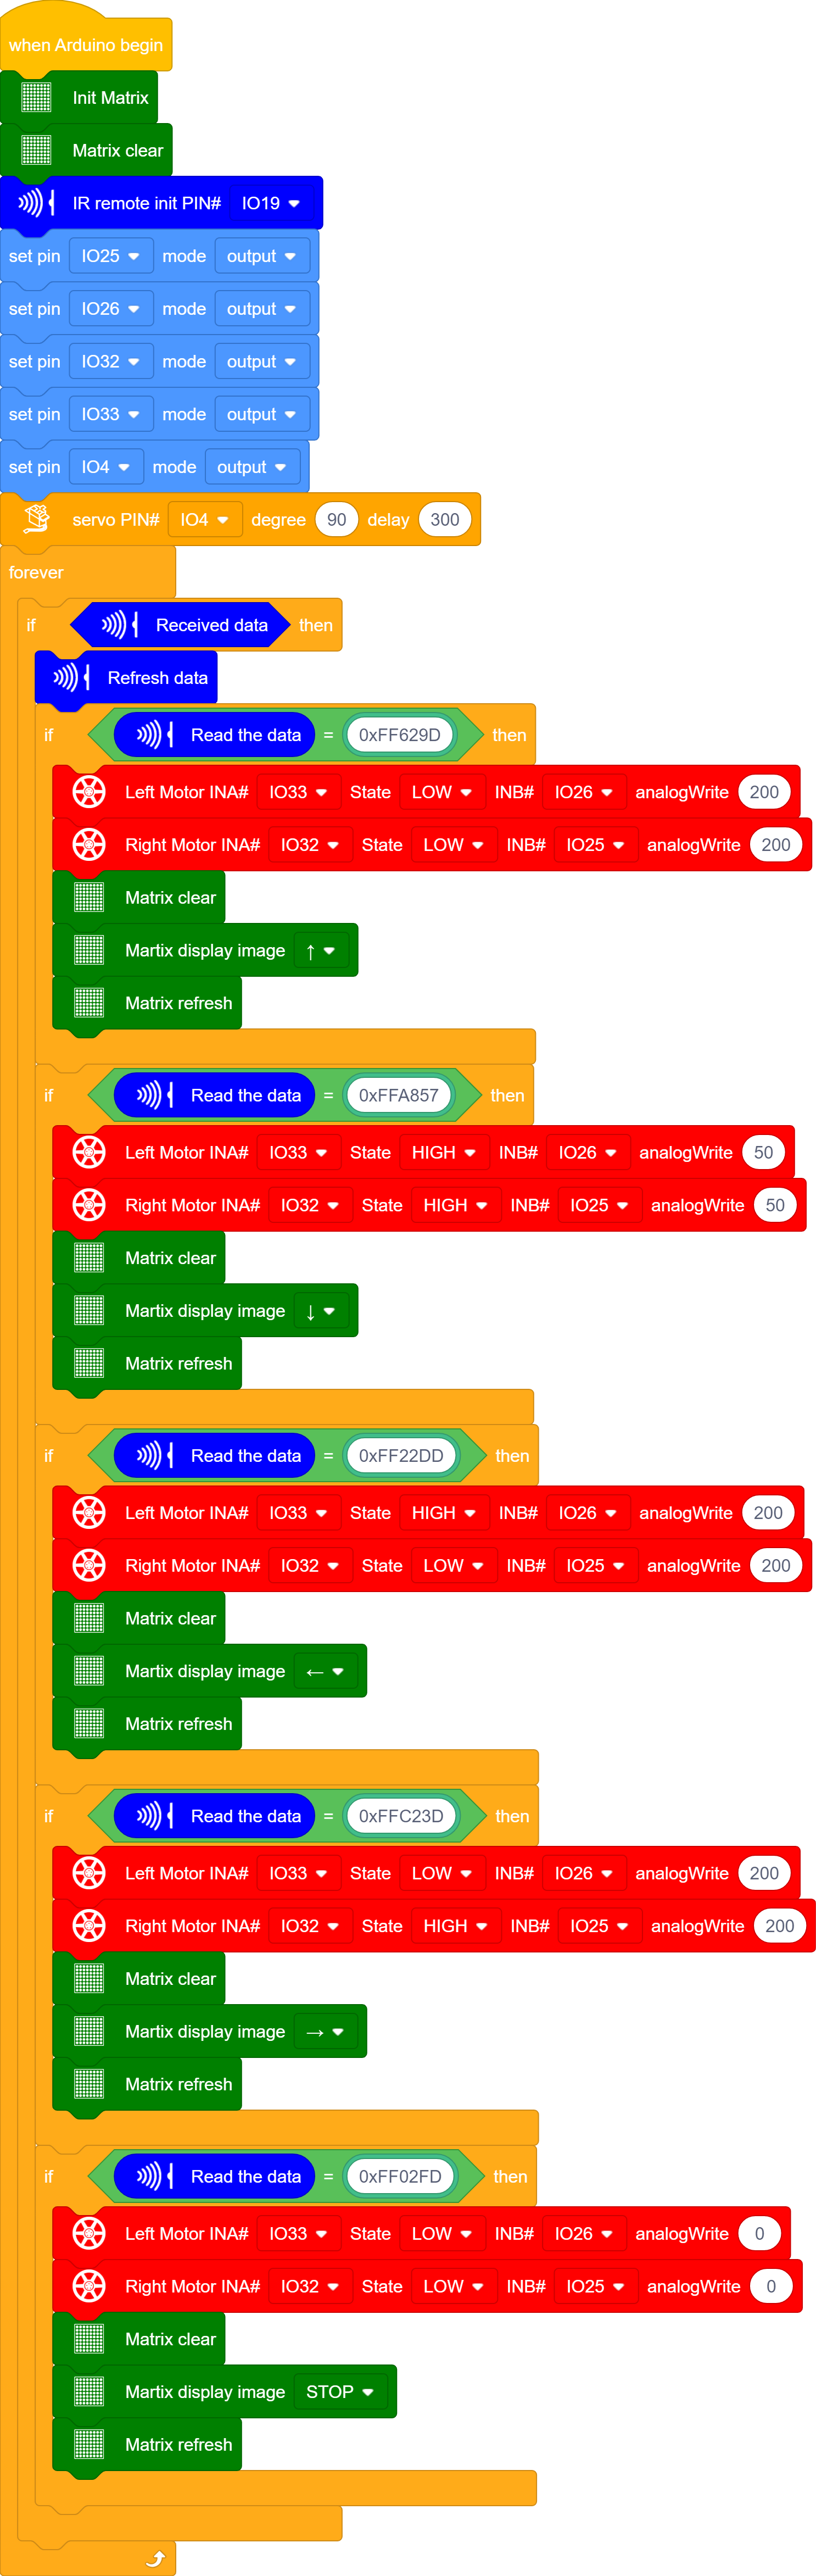 when Arduino begin
Init Matrix
Matrix clear
IR remote init PIN# IO19
set pin IO25 mode output
set pin IO26 mode output
set pin IO32 mode output
set pin IO33 mode output
set pin IO4 mode output
servo PIN# IO4 degree 90 delay 300
forever
if Received data then
Refresh data
if Read the data = 0xFF629D then
Left Motor INA# IO33 State LOW INB# IO26 analogWrite 200
Right Motor INA# IO32 State LOW INB# IO25 analogWrite 200
Matrix clear
Martix display image ↑
Matrix refresh
if Read the data = 0xFFA857 then
Left Motor INA# IO33 State HIGH INB# IO26 analogWrite 50
Right Motor INA# IO32 State HIGH INB# IO25 analogWrite 50
Matrix clear
Martix display image ↓
Matrix refresh
if Read the data = 0xFF22DD then
Left Motor INA# IO33 State HIGH INB# IO26 analogWrite 200
Right Motor INA# IO32 State LOW INB# IO25 analogWrite 200
Matrix clear
Martix display image ←
Matrix refresh
if Read the data = 0xFFC23D then
Left Motor INA# IO33 State LOW INB# IO26 analogWrite 200
Right Motor INA# IO32 State HIGH INB# IO25 analogWrite 200
Matrix clear
Martix display image →
Matrix refresh
if Read the data = 0xFF02FD then
Left Motor INA# IO33 State LOW INB# IO26 analogWrite 0
Right Motor INA# IO32 State LOW INB# IO25 analogWrite 0
Matrix clear
Martix display image STOP
Matrix refresh